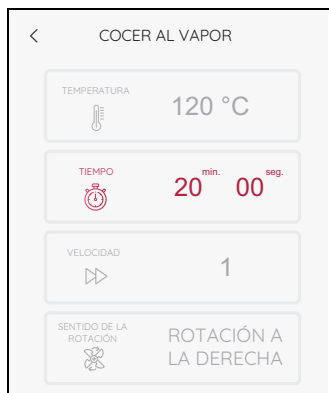 COCER AL VAPOR
TEMPERATURA
120 °C
TIEMPO
20 min. 00 seg.
VELOCIDAD
1
SENTIDO DE LA
ROTACIÓN
ROTACIÓN A
LA DERECHA